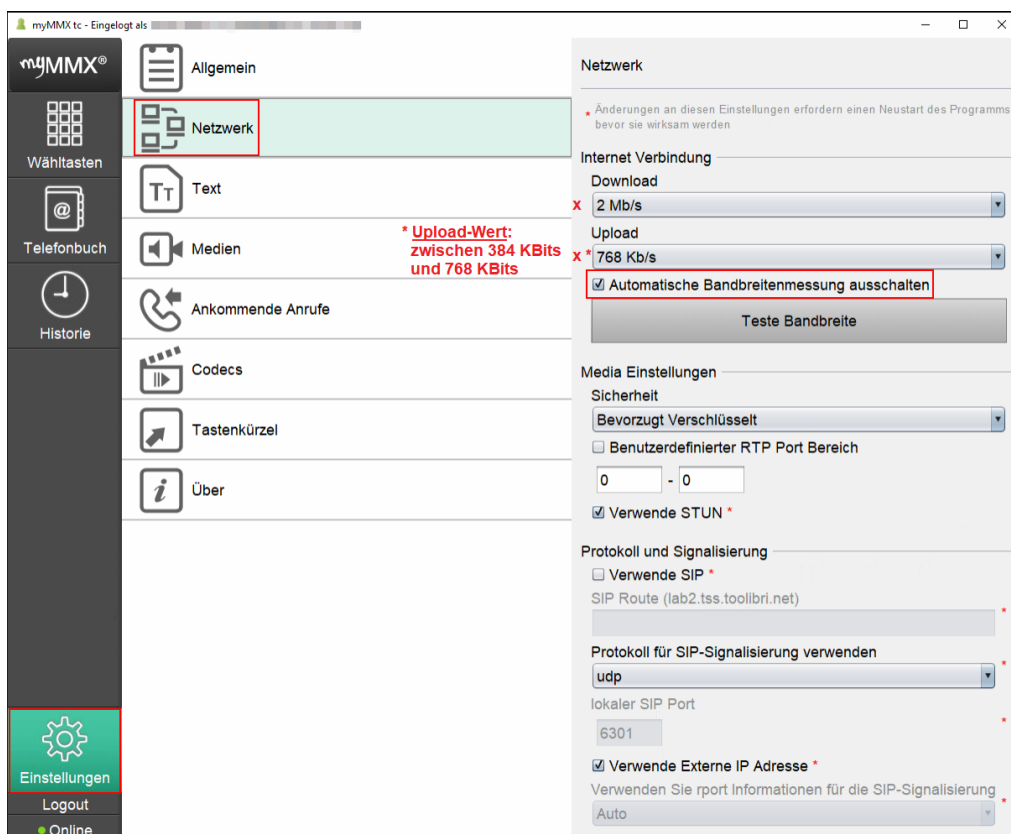 myMMX tc - Eingelogt als
myMMX®
Wähltasten
Telefonbuch
Historie
Einstellungen
Logout
Online
Allgemein
Netzwerk
Text
Medien
Ankommende Anrufe
Codecs
Tastenkürzel
Über
* Upload-Wert:
zwischen 384 KBits
und 768 KBits
Netzwerk
* Änderungen an diesen Einstellungen erfordern einen Neustart des Programms
bevor sie wirksam werden
Internet Verbindung
Download
x 2 Mb/s
Upload
x * 768 Kb/s
Automatische Bandbreitenmessung ausschalten
Teste Bandbreite
Media Einstellungen
Sicherheit
Bevorzugt Verschlüsselt
Benutzerdefinierter RTP Port Bereich
0 - 0
Verwende STUN *
Protokoll und Signalisierung
Verwende SIP *
SIP Route (lab2.tss.toolibri.net)
*
Protokoll für SIP-Signalisierung verwenden
udp *
lokaler SIP Port
6301 *
Verwende Externe IP Adresse *
Verwenden Sie rport Informationen für die SIP-Signalisierung
Auto *